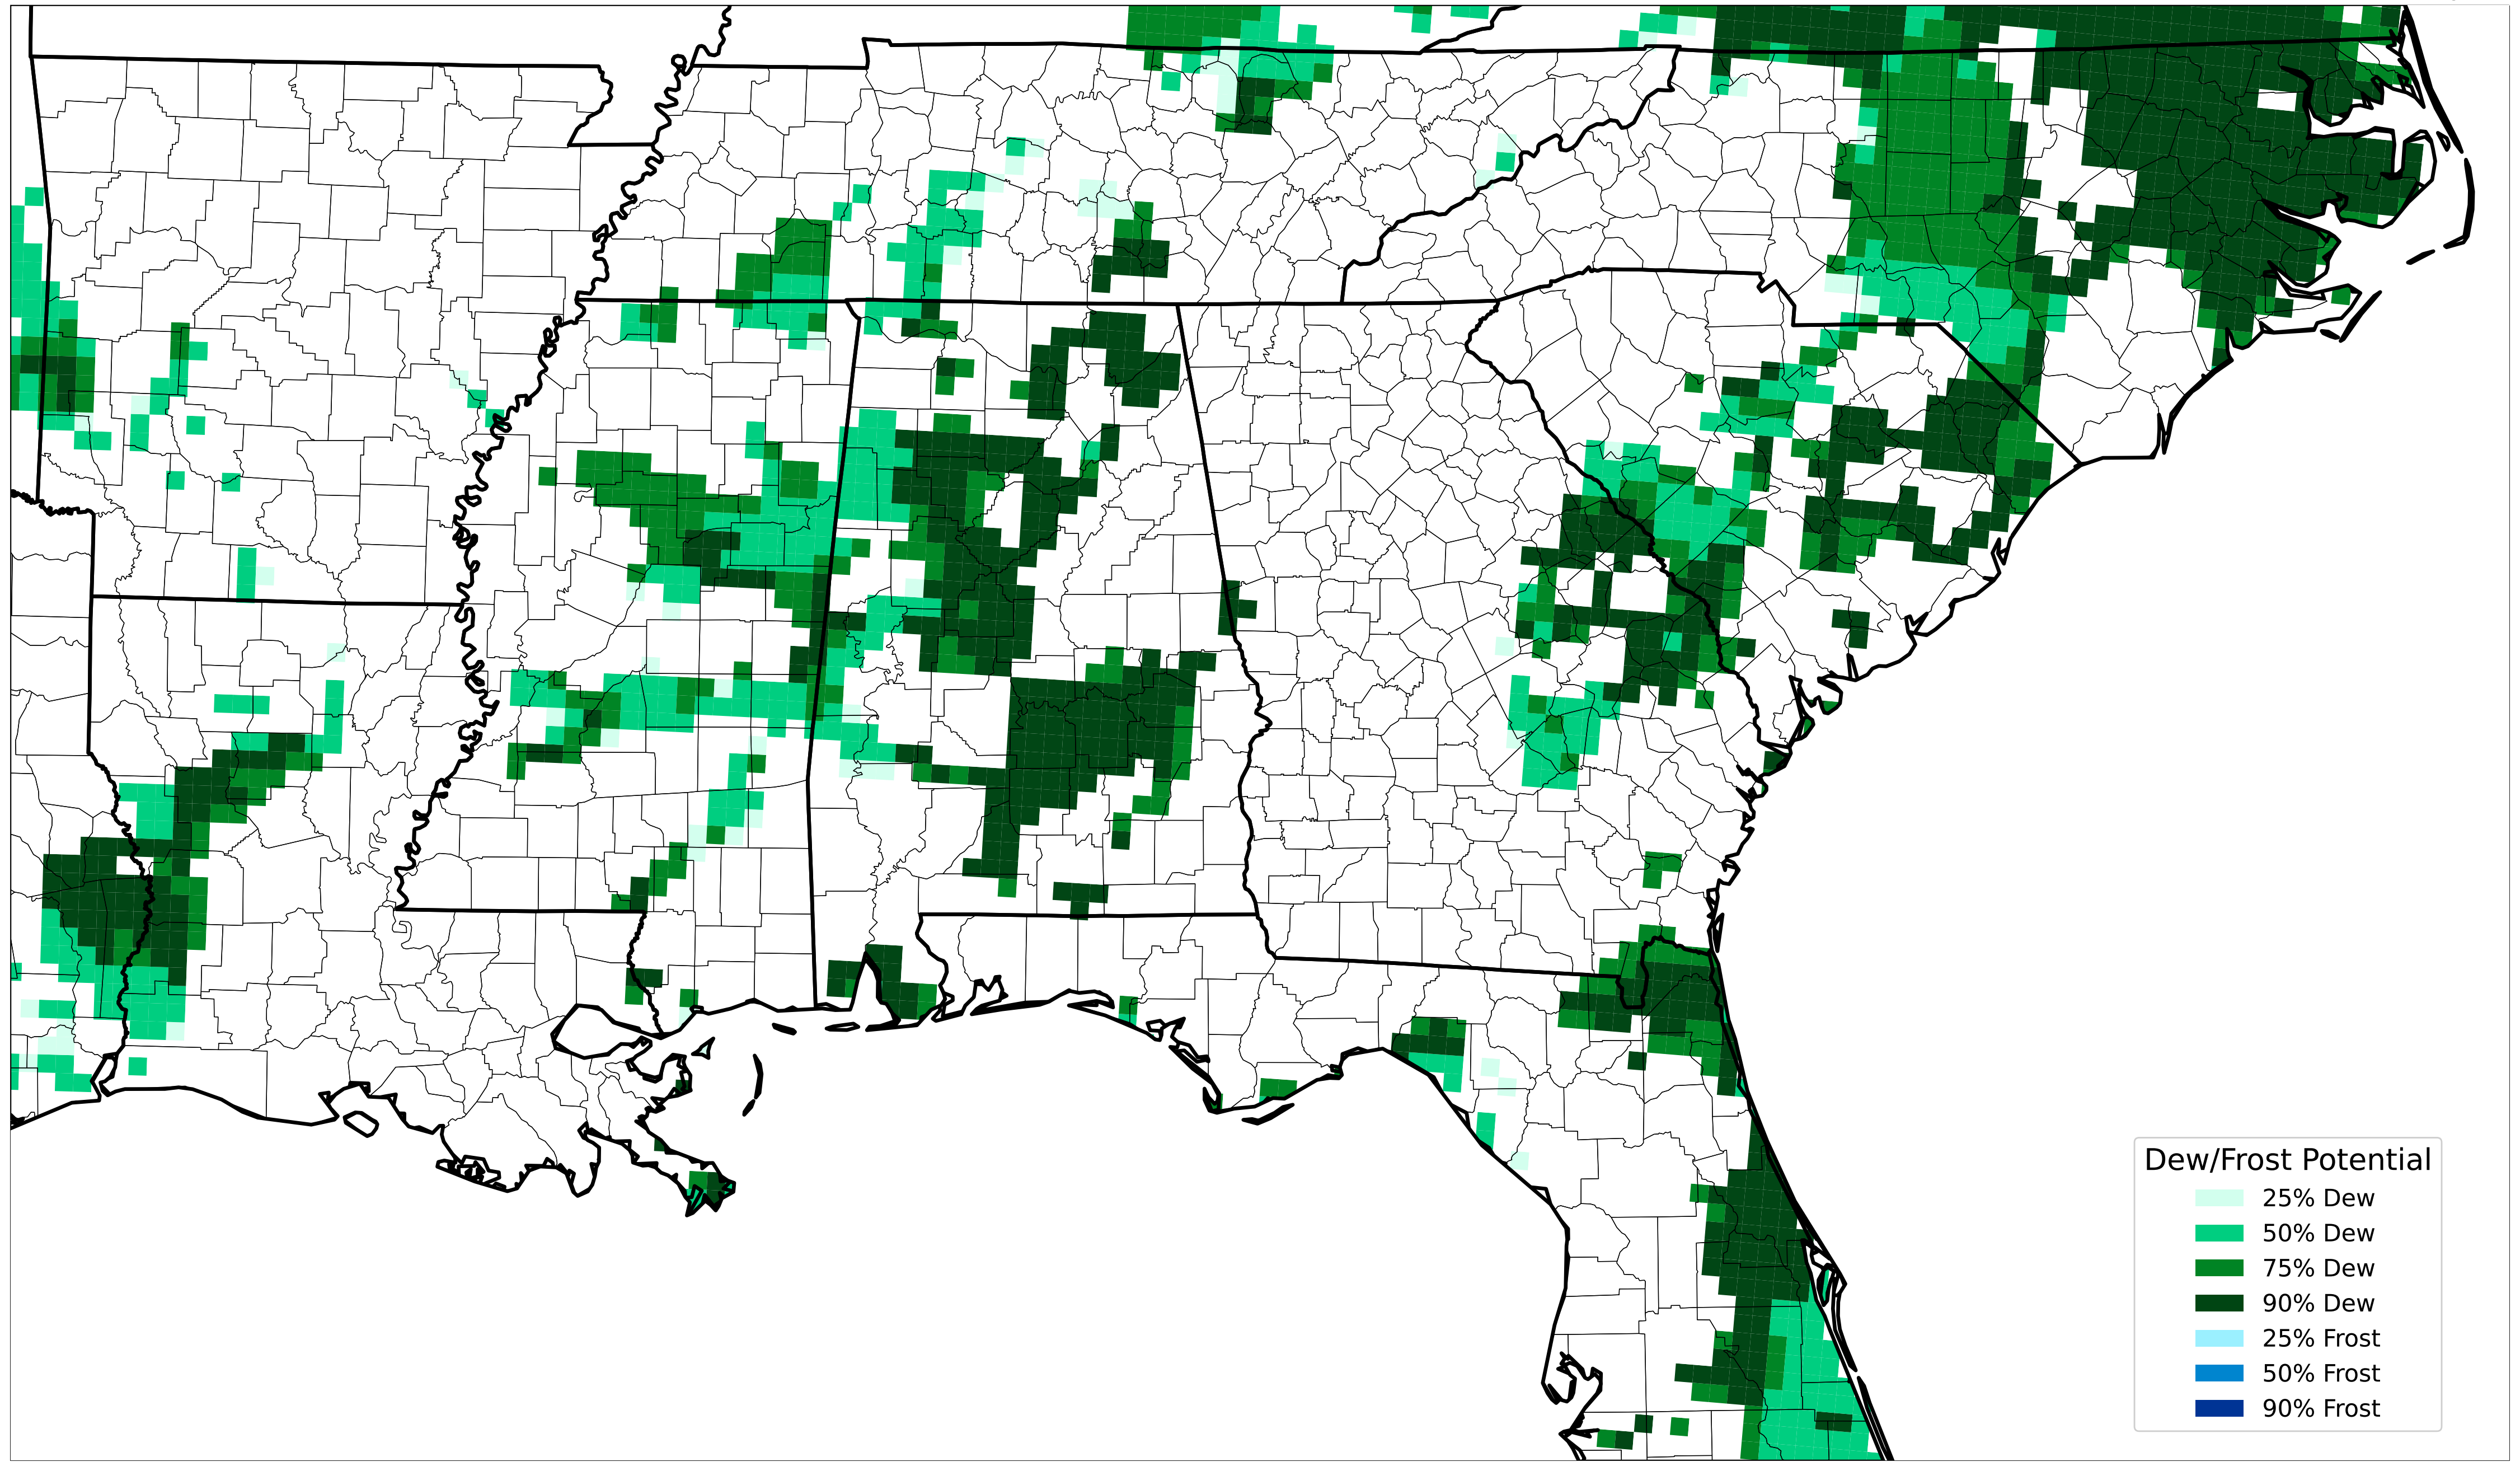 Dew/Frost Potential
25% Dew
50% Dew
75% Dew
90% Dew
25% Frost
50% Frost
90% Frost